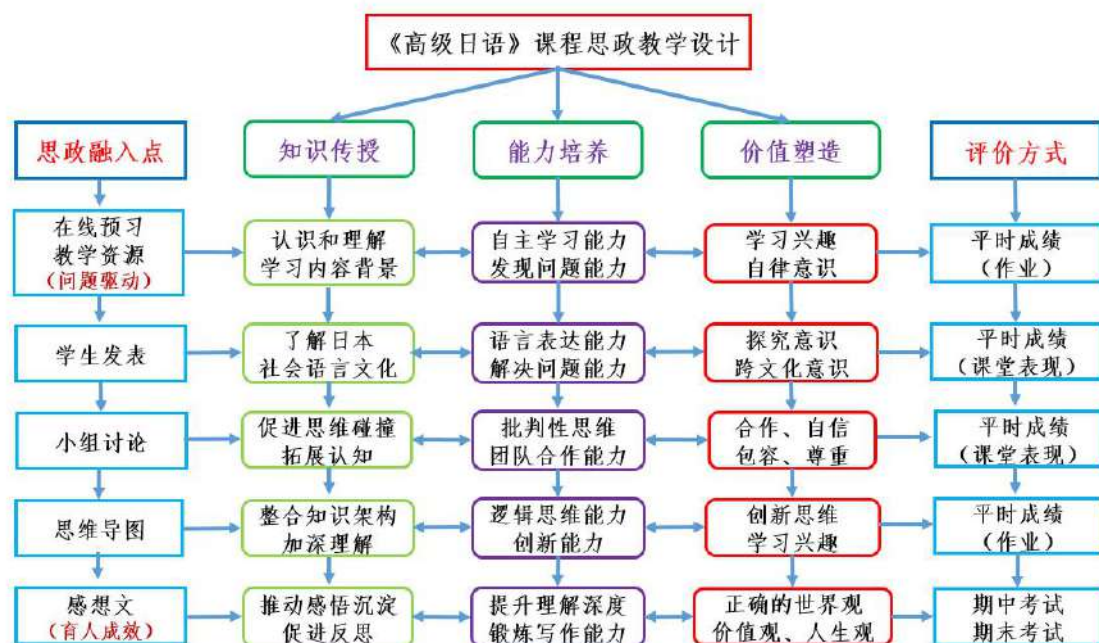 《高级日语》课程思政教学设计
思政融入点
知识传授
能力培养
价值塑造
评价方式
在线预习
教学资源
（问题驱动）
认识和理解
学习内容背景
自主学习能力
发现问题能力
学习兴趣
自律意识
平时成绩
（作业）
学生发表
了解日本
社会语言文化
语言表达能力
解决问题能力
探究意识
跨文化意识
平时成绩
（课堂表现）
小组讨论
促进思维碰撞
拓展认知
批判性思维
团队合作能力
合作、自信
包容、尊重
平时成绩
（课堂表现）
思维导图
整合知识架构
加深理解
逻辑思维能力
创新能力
创新思维
学习兴趣
平时成绩
（作业）
感想文
（育人成效）
推动感悟沉淀
促进反思
提升理解深度
锻炼写作能力
正确的世界观
价值观、人生观
期中考试
期末考试